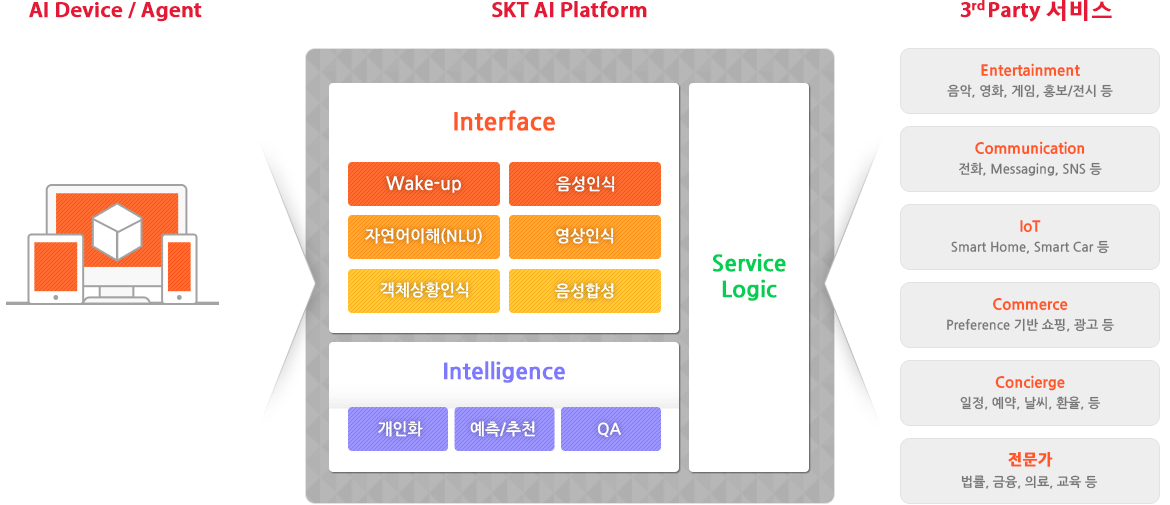 AI Device / Agent
SKT AI Platform
3rd Party 서비스
Interface
Wake-up
음성인식
자연어이해(NLU)
영상인식
객체상황인식
음성합성
Intelligence
개인화
예측/추천
QA
Service
Logic
Entertainment
음악, 영화, 게임, 홍보/전시 등
Communication
전화, Messaging, SNS 등
IoT
Smart Home, Smart Car 등
Commerce
Preference 기반 쇼핑, 광고 등
Concierge
일정, 예약, 날씨, 환율, 등
전문가
법률, 금융, 의료, 교육 등